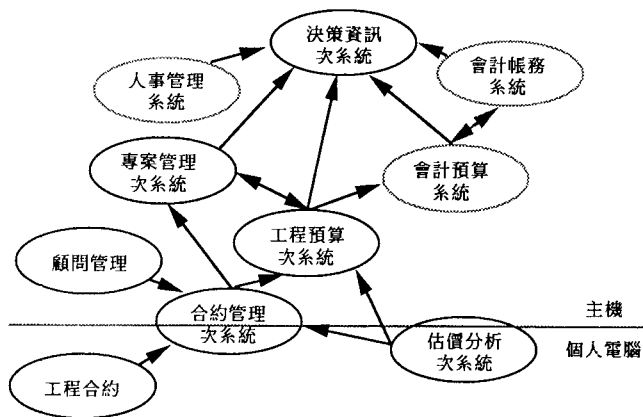 決策資訊
次系統
人事管理
系統
會計帳務
系統
專案管理
次系統
會計預算
系統
工程預算
次系統
顧問管理
合約管理
次系統
主機
估價分析
次系統
個人電腦
工程合約